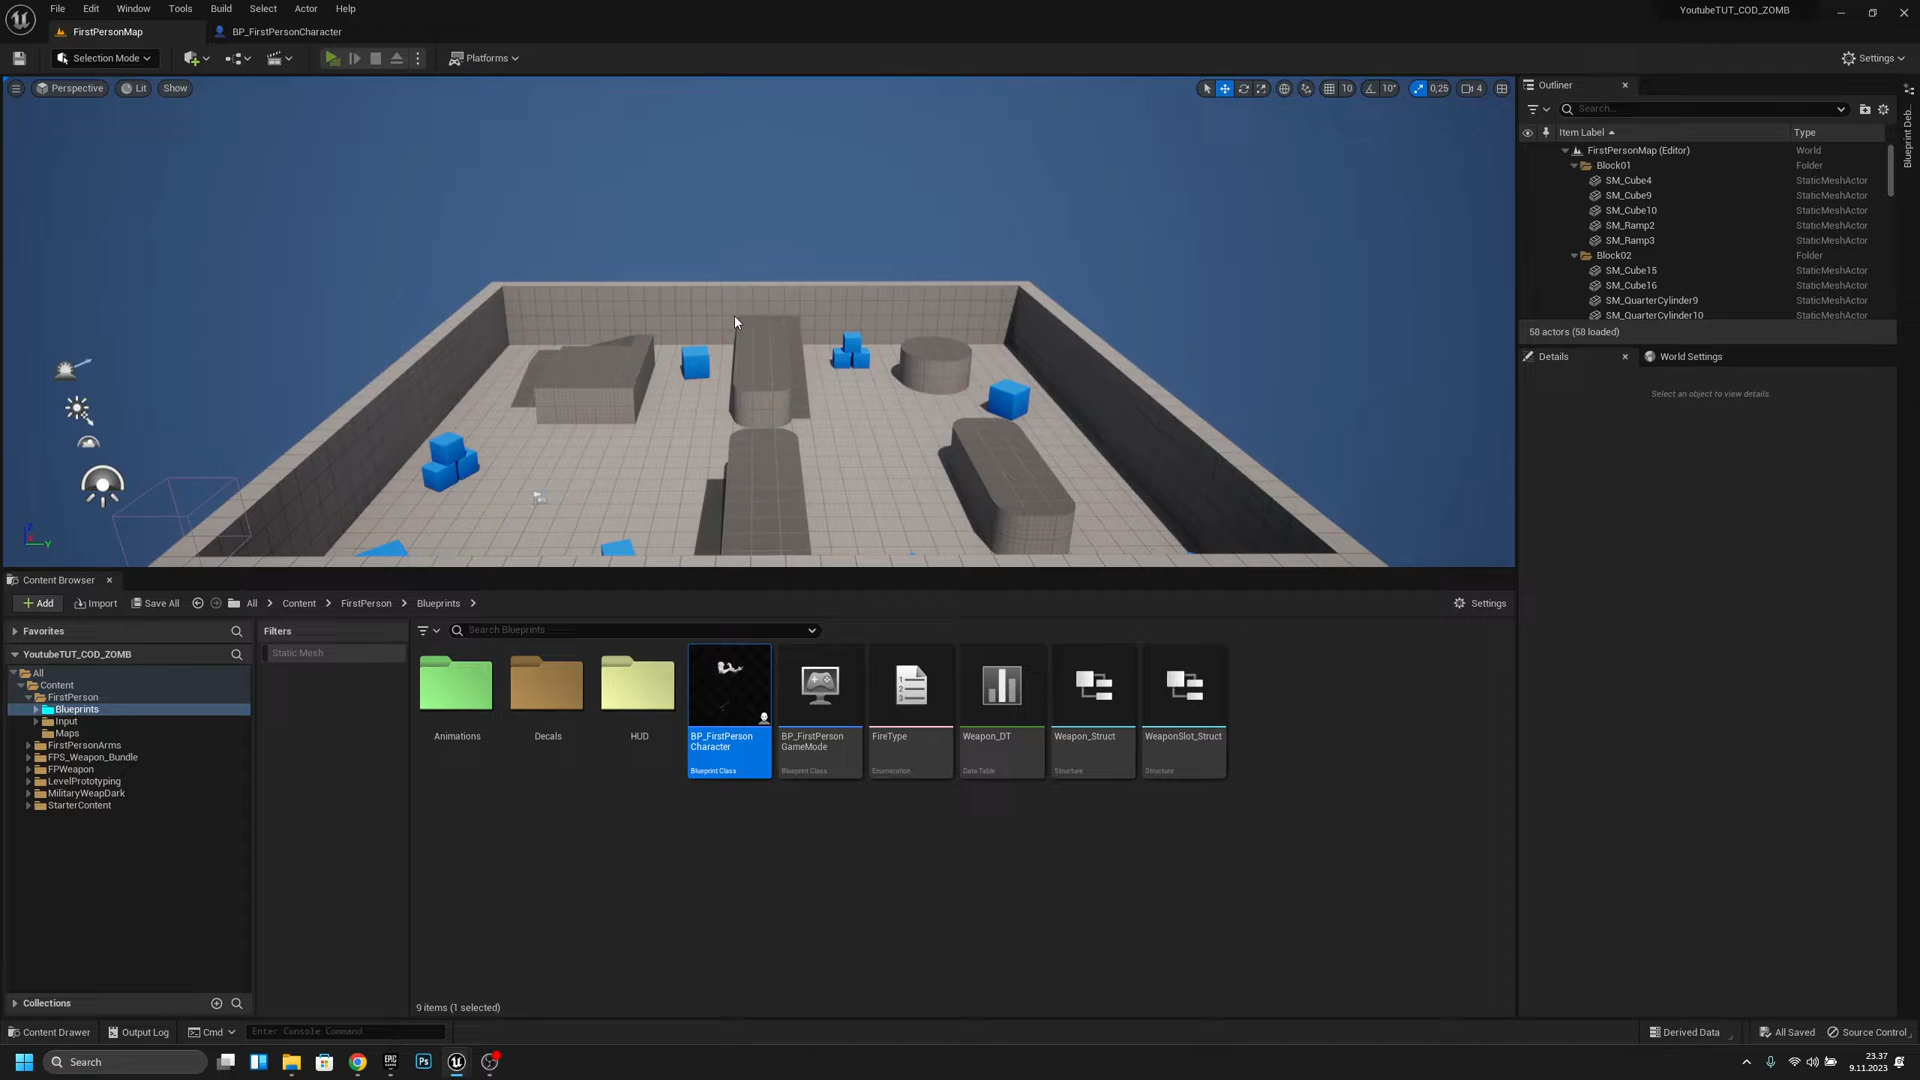 File Edit Window Tools Build Select Actor Help
YoutubeTUT_COD_ZOMB
FirstPersonMap
BP_FirstPersonCharacter
Selection Mode
Platforms
Settings
Perspective
Lit
Show
10
10°
0,25
4
Outliner
Search...
Item Label
Type
FirstPersonMap (Editor) World
Block01 Folder
SM_Cube4 StaticMeshActor
SM_Cube9 StaticMeshActor
SM_Cube10 StaticMeshActor
SM_Ramp2 StaticMeshActor
SM_Ramp3 StaticMeshActor
Block02 Folder
SM_Cube15 StaticMeshActor
SM_Cube16 StaticMeshActor
SM_QuarterCylinder9 StaticMeshActor
SM_QuarterCylinder10 StaticMeshActor
58 actors (58 loaded)
Blueprint Deb
Details
World Settings
Select an object to view details.
Z
Y
Content Browser
Add
Import
Save All
All
Content
FirstPerson
Blueprints
Settings
Favorites
YoutubeTUT_COD_ZOMB
All
Content
FirstPerson
Blueprints
Input
Maps
FirstPersonArms
FPS_Weapon_Bundle
FPWeapon
LevelPrototyping
MilitaryWeapDark
StarterContent
Collections
Filters
Static Mesh
Search Blueprints
Animations
Decals
HUD
BP_FirstPerson
Character
Blueprint Class
BP_FirstPerson
GameMode
Blueprint Class
FireType
Enumeration
Weapon_DT
Data Table
Weapon_Struct
Structure
WeaponSlot_Struct
Structure
9 items (1 selected)
Content Drawer
Output Log
Cmd
Enter Console Command
Derived Data
All Saved
Source Control
Search
EPIC
Ps
23.37
9.11.2023